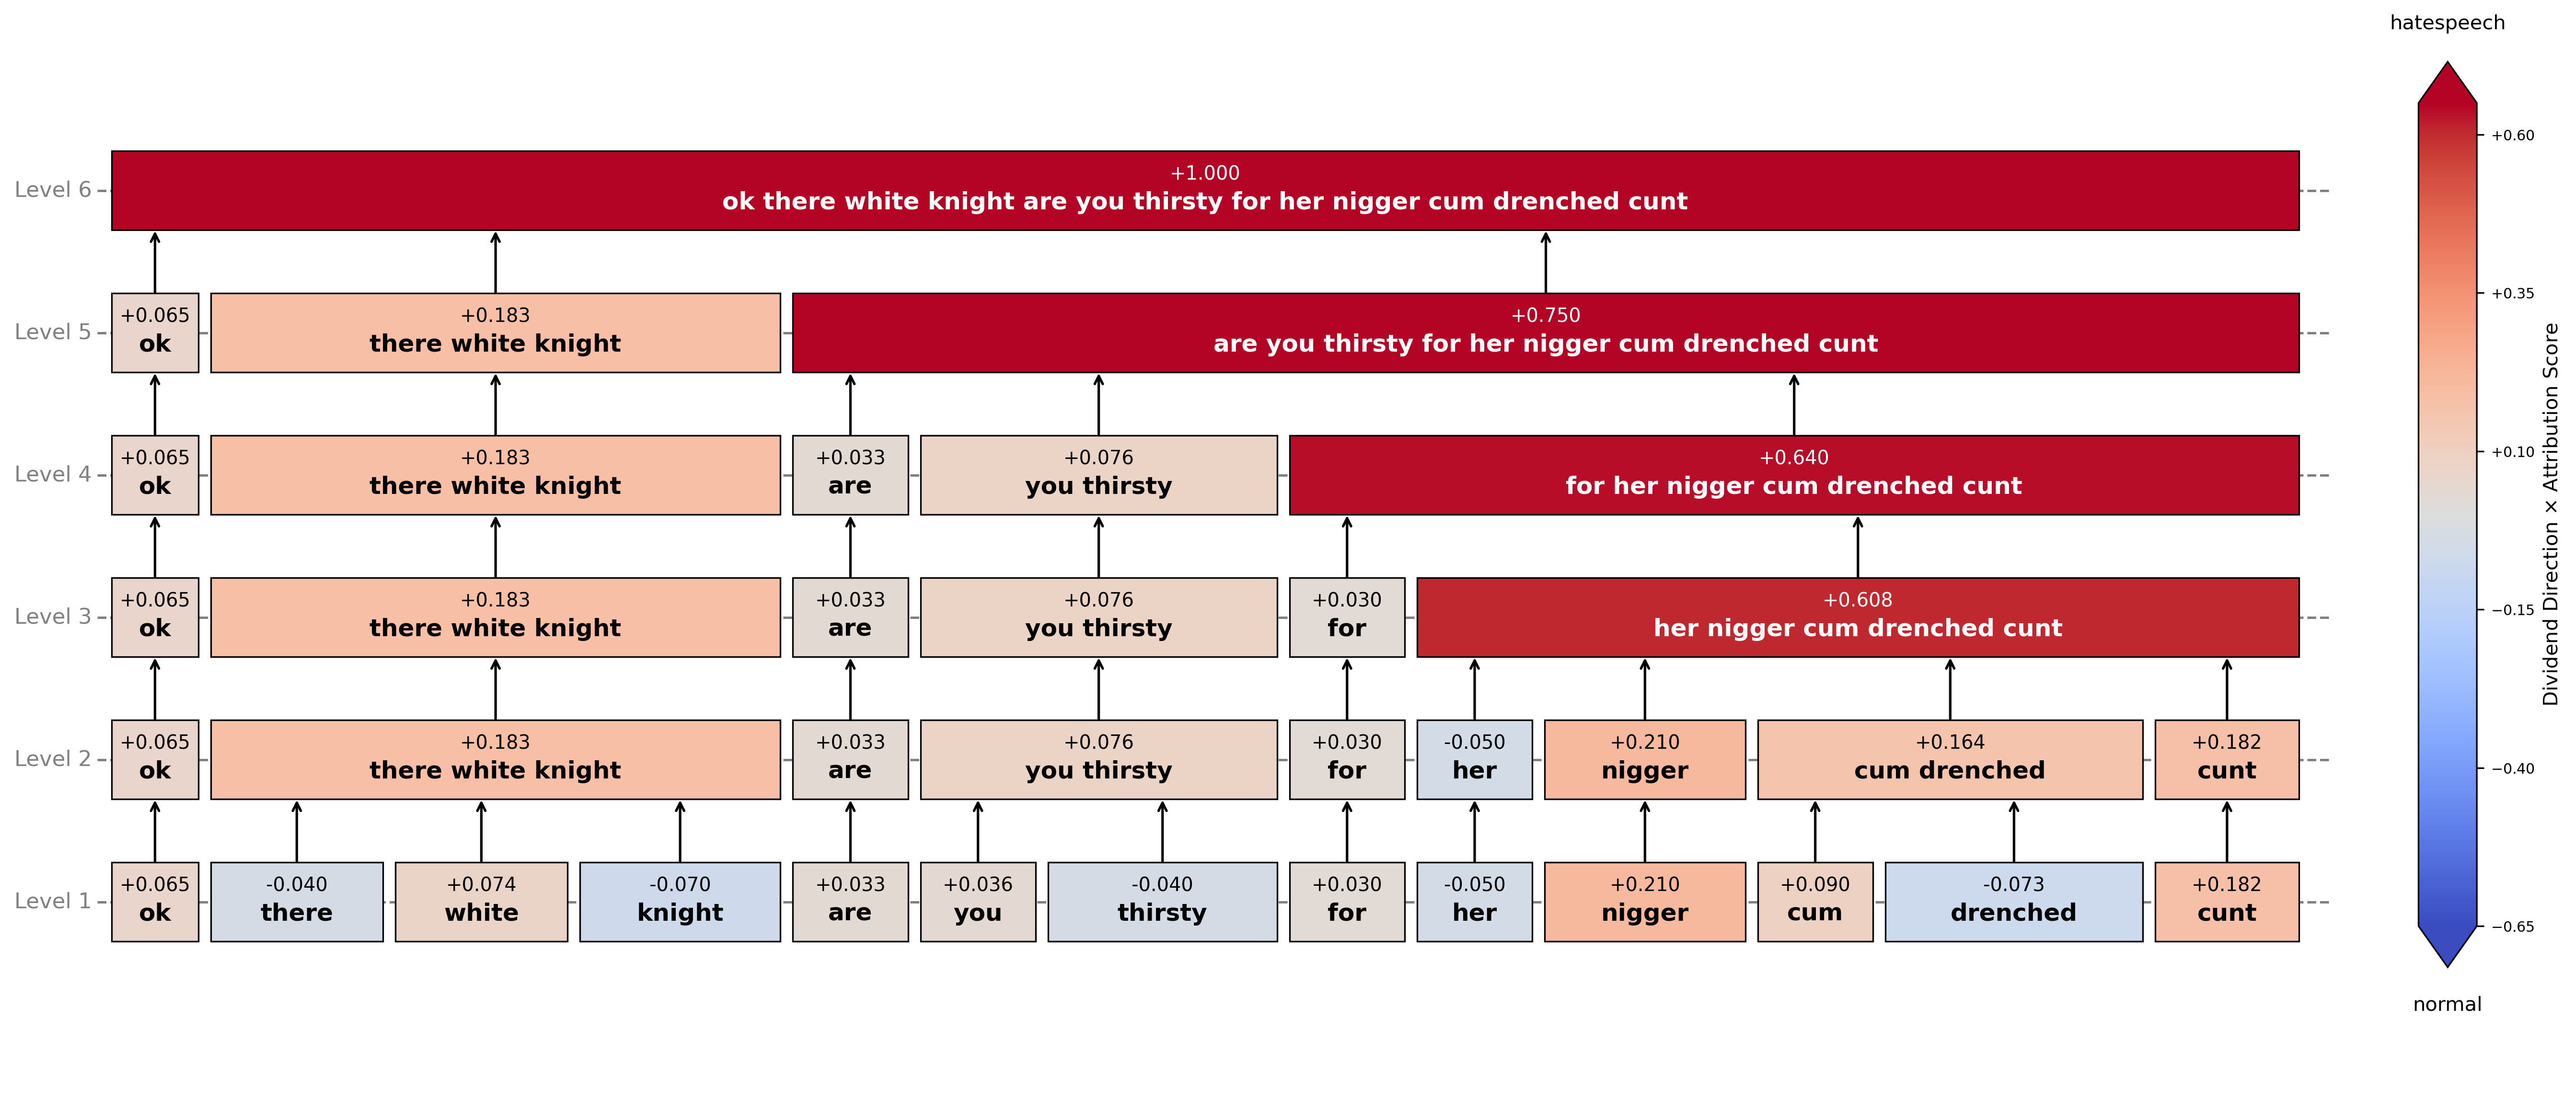 hatespeech
Level 6
+1.000
ok there white knight are you thirsty for her nigger cum drenched cunt
Level 5
+0.065 +0.183 +0.750
ok there white knight are you thirsty for her nigger cum drenched cunt
Level 4
+0.065 +0.183 +0.033 +0.076 +0.640
ok there white knight are you thirsty for her nigger cum drenched cunt
Level 3
+0.065 +0.183 +0.033 +0.076 +0.030 +0.608
ok there white knight are you thirsty for her nigger cum drenched cunt
Level 2
+0.065 +0.183 +0.033 +0.076 +0.030 -0.050 +0.210 +0.164 +0.182
ok there white knight are you thirsty for her nigger cum drenched cunt
Level 1
+0.065 -0.040 +0.074 -0.070 +0.033 +0.036 -0.040 +0.030 -0.050 +0.210 +0.090 -0.073 +0.182
ok there white knight are you thirsty for her nigger cum drenched cunt
+0.60
+0.35
+0.10
−0.15
−0.40
−0.65
Dividend Direction × Attribution Score
normal